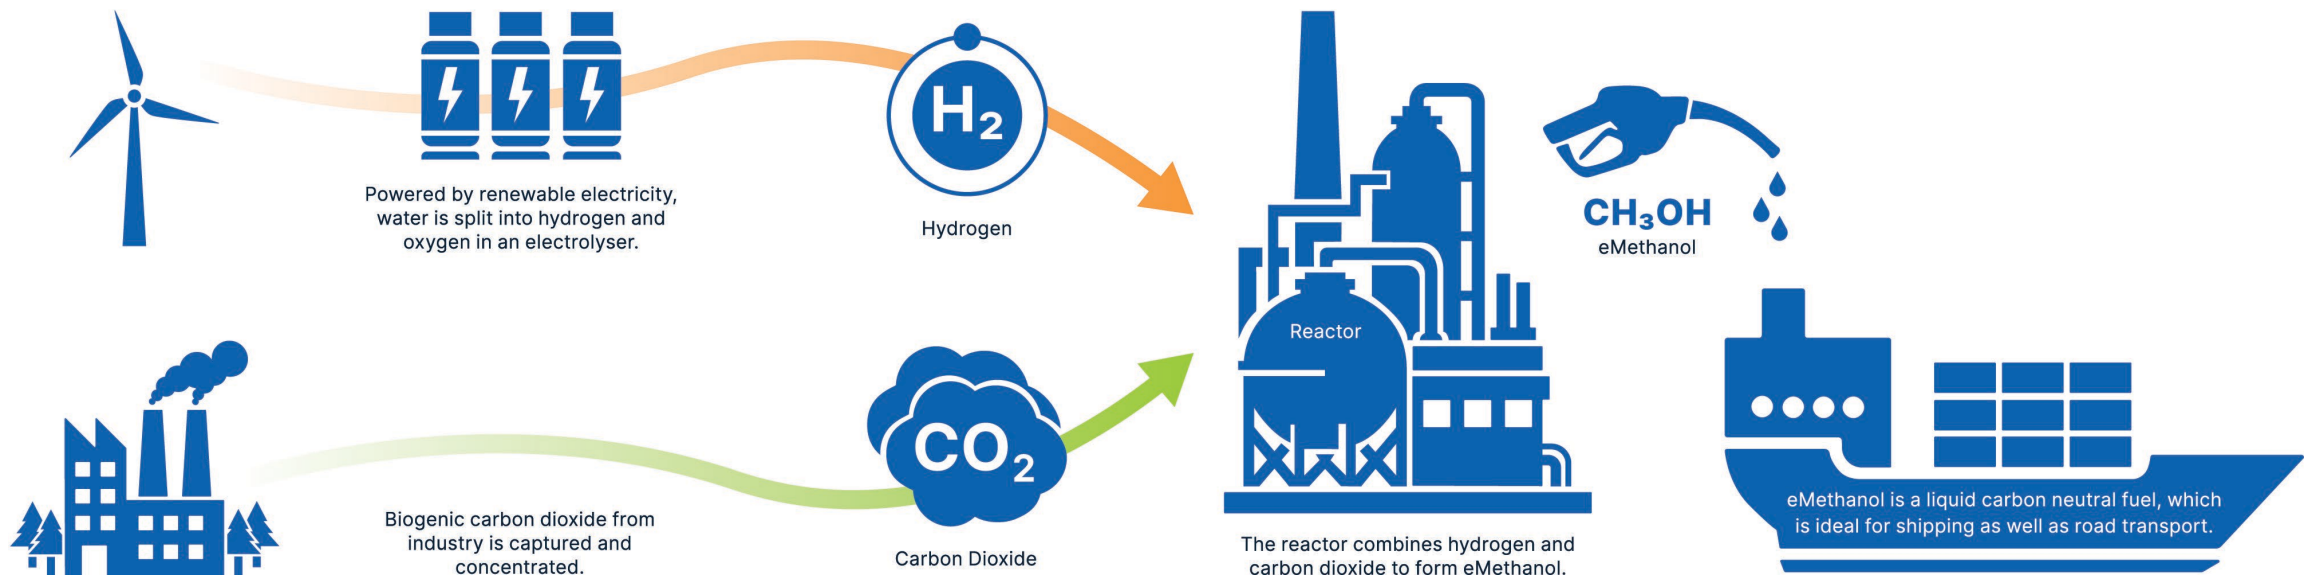 Powered by renewable electricity,
water is split into hydrogen and
oxygen in an electrolyser.
H₂
Hydrogen
Biogenic carbon dioxide from
industry is captured and
concentrated.
CO₂
Carbon Dioxide
Reactor
The reactor combines hydrogen and
carbon dioxide to form eMethanol.
CH₃OH
eMethanol
eMethanol is a liquid carbon neutral fuel, which
is ideal for shipping as well as road transport.